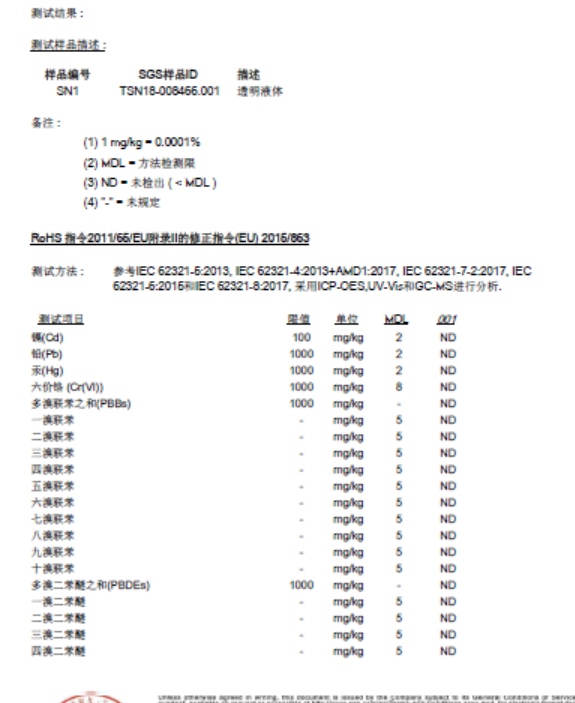 测试结果:
测试样品描述:
样品编号 SGS样品ID 描述
SN1 TSN18-008466.001 透明液体
备注:
(1) 1 mg/kg = 0.0001%
(2) MDL = 方法检测限
(3) ND = 未检出 ( < MDL )
(4) "-" = 未规定
RoHS 指令2011/65/EU附录II的修正指令(EU) 2015/863
测试方法: 参考IEC 62321-5:2013, IEC 62321-4:2013+AMD1:2017, IEC 62321-7-2:2017, IEC
62321-6:2015和IEC 62321-8:2017, 采用ICP-OES,UV-Vis和GC-MS进行分析.
测试项目 限值 单位 MDL 001
镉(Cd) 100 mg/kg 2 ND
铅(Pb) 1000 mg/kg 2 ND
汞(Hg) 1000 mg/kg 2 ND
六价铬 (Cr(VI)) 1000 mg/kg 8 ND
多溴联苯之和(PBBs) 1000 mg/kg - ND
一溴联苯 - mg/kg 5 ND
二溴联苯 - mg/kg 5 ND
三溴联苯 - mg/kg 5 ND
四溴联苯 - mg/kg 5 ND
五溴联苯 - mg/kg 5 ND
六溴联苯 - mg/kg 5 ND
七溴联苯 - mg/kg 5 ND
八溴联苯 - mg/kg 5 ND
九溴联苯 - mg/kg 5 ND
十溴联苯 - mg/kg 5 ND
多溴二苯醚之和(PBDEs) 1000 mg/kg - ND
一溴二苯醚 - mg/kg 5 ND
二溴二苯醚 - mg/kg 5 ND
三溴二苯醚 - mg/kg 5 ND
四溴二苯醚 - mg/kg 5 ND
Unless otherwise agreed in writing, this document is issued by the Company subject to its General Conditions of Service